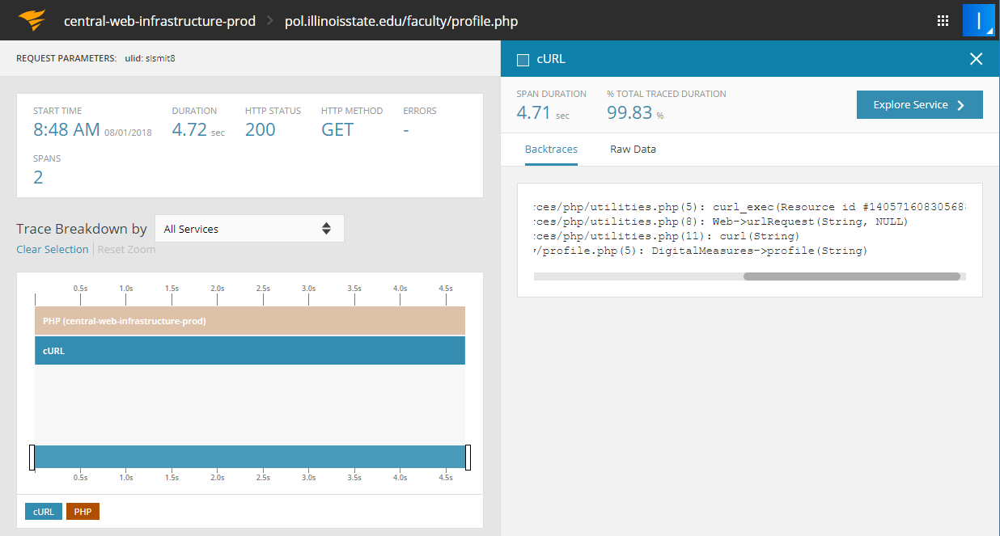 central-web-infrastructure-prod > pol.illinoisstate.edu/faculty/profile.php
REQUEST PARAMETERS: ulid: slsmit8
START TIME
8:48 AM 08/01/2018
DURATION
4.72 sec
HTTP STATUS
200
HTTP METHOD
GET
ERRORS
-
SPANS
2
Trace Breakdown by All Services
Clear Selection Reset Zoom
0.5s 1.0s 1.5s 2.0s 2.5s 3.0s 3.5s 4.0s 4.5s
PHP (central-web-infrastructure-prod)
cURL
0.5s 1.0s 1.5s 2.0s 2.5s 3.0s 3.5s 4.0s 4.5s
cURL PHP
cURL
SPAN DURATION
4.71 sec
% TOTAL TRACED DURATION
99.83 %
Explore Service
Backtraces Raw Data
ces/php/utilities.php(5): curl_exec(Resource id #140571608305688
ces/php/utilities.php(8): Web->urlRequest(String, NULL)
ces/php/utilities.php(11): curl(String)
/profile.php(5): DigitalMeasures->profile(String)